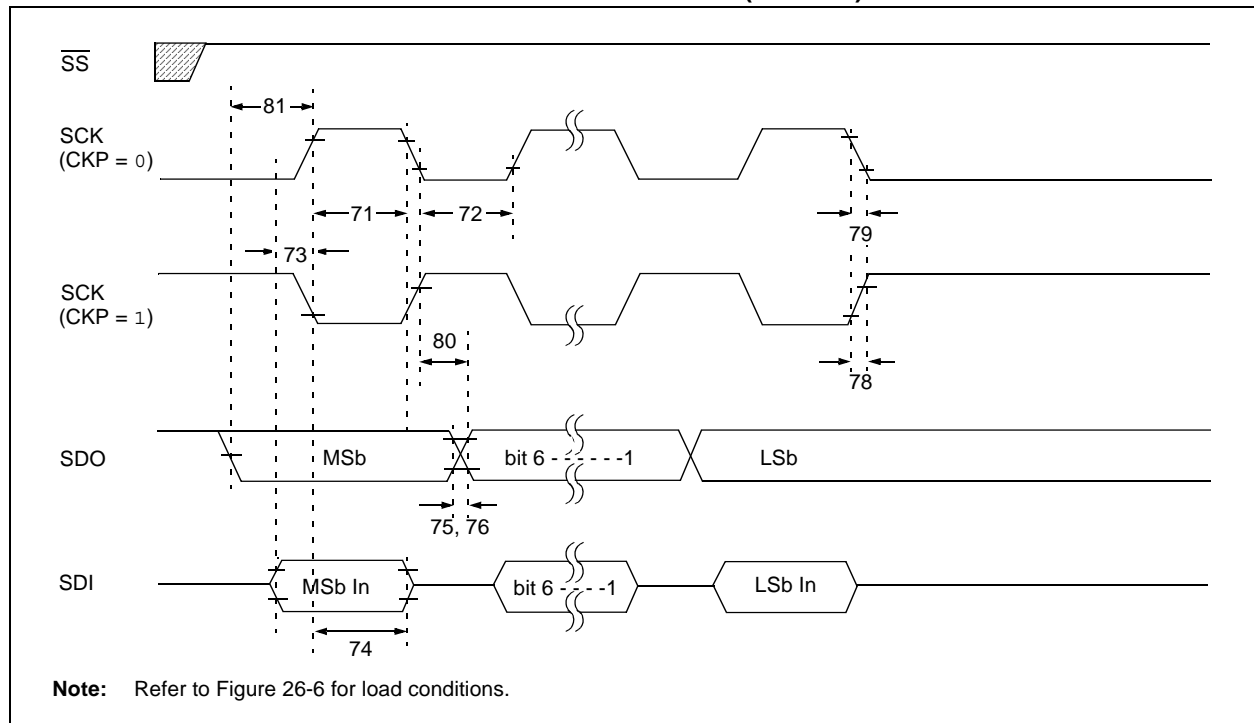 SS
81
SCK
(CKP = 0)
71
72
79
73
SCK
(CKP = 1)
80
78
SDO
MSb
bit 6 - - - - - -1
LSb
75, 76
SDI
MSb In
bit 6 - - - -1
LSb In
74
Note: Refer to Figure 26-6 for load conditions.